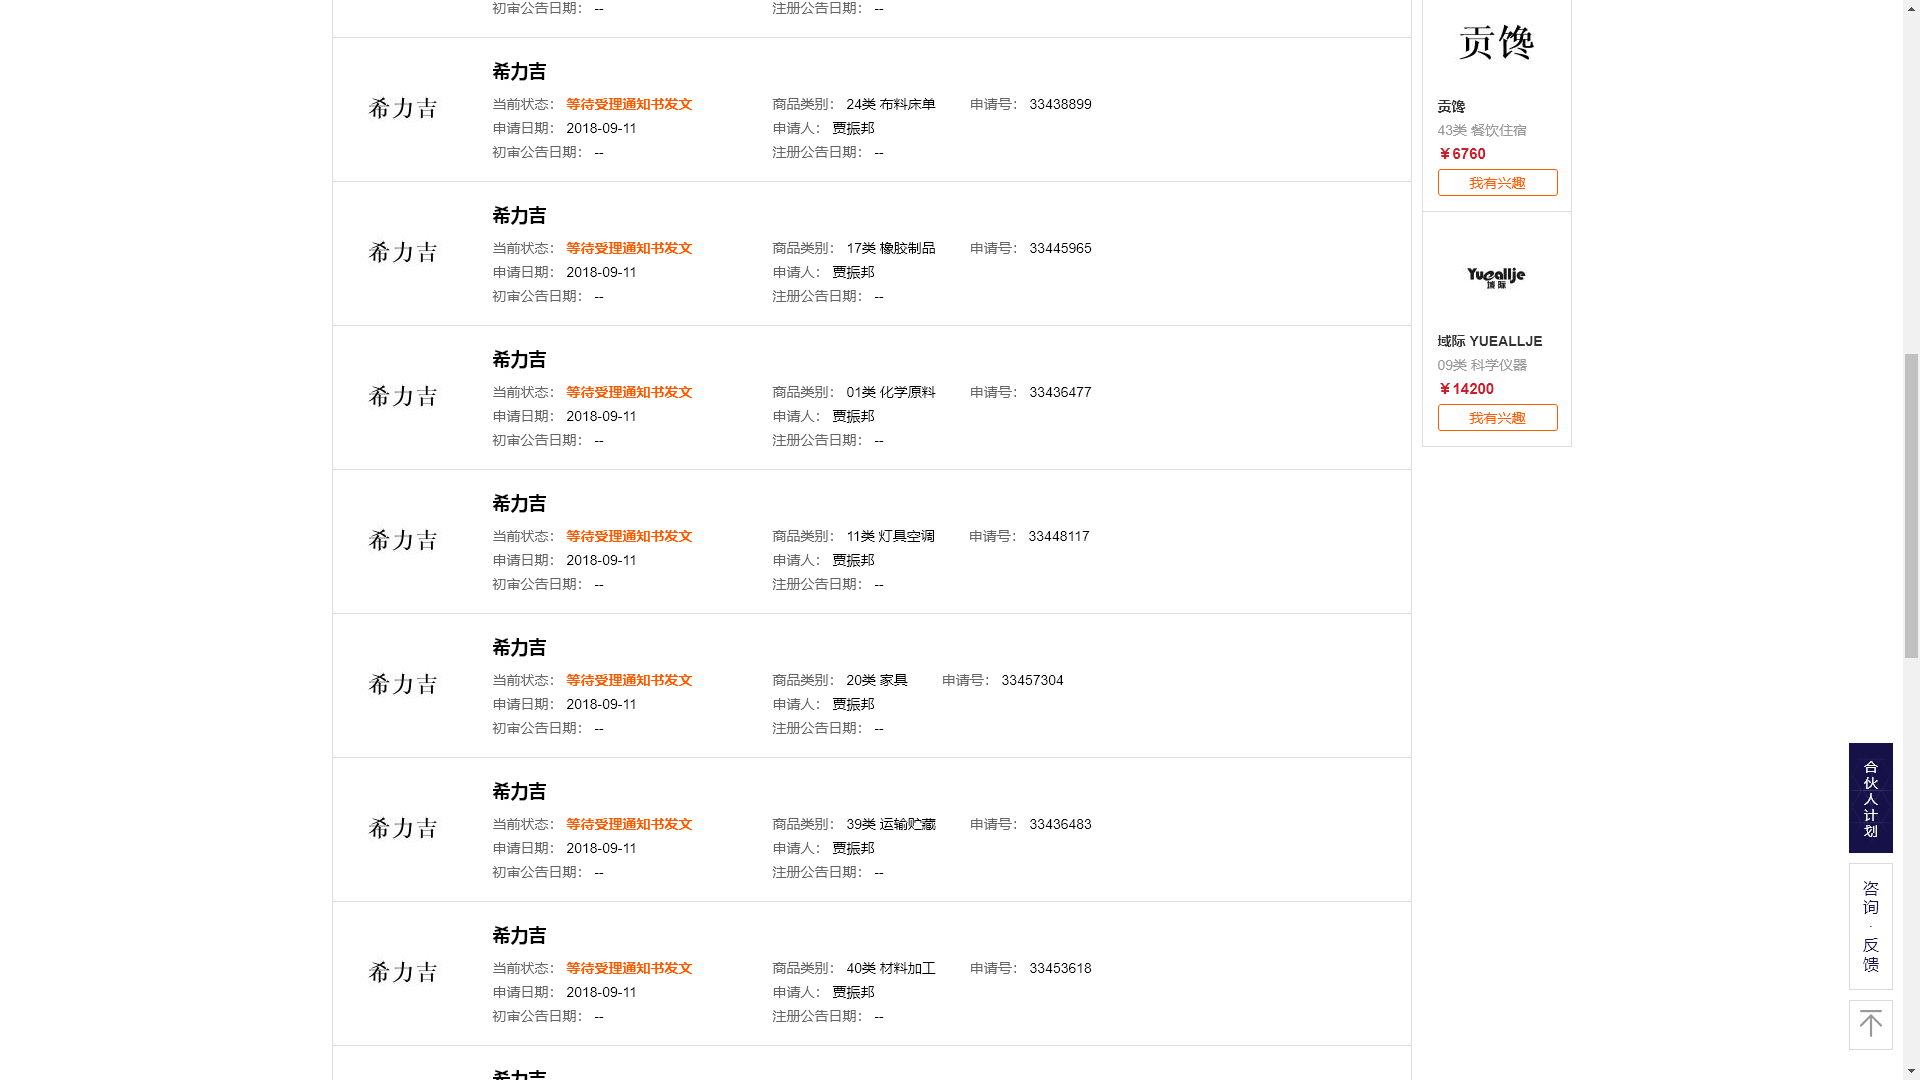 初审公告日期： -- 注册公告日期： --
希力吉
希力吉
当前状态： 等待受理通知书发文 商品类别： 24类 布料床单 申请号： 33438899
申请日期： 2018-09-11 申请人： 贾振邦
初审公告日期： -- 注册公告日期： --
希力吉
希力吉
当前状态： 等待受理通知书发文 商品类别： 17类 橡胶制品 申请号： 33445965
申请日期： 2018-09-11 申请人： 贾振邦
初审公告日期： -- 注册公告日期： --
希力吉
希力吉
当前状态： 等待受理通知书发文 商品类别： 01类 化学原料 申请号： 33436477
申请日期： 2018-09-11 申请人： 贾振邦
初审公告日期： -- 注册公告日期： --
希力吉
希力吉
当前状态： 等待受理通知书发文 商品类别： 11类 灯具空调 申请号： 33448117
申请日期： 2018-09-11 申请人： 贾振邦
初审公告日期： -- 注册公告日期： --
希力吉
希力吉
当前状态： 等待受理通知书发文 商品类别： 20类 家具 申请号： 33457304
申请日期： 2018-09-11 申请人： 贾振邦
初审公告日期： -- 注册公告日期： --
希力吉
希力吉
当前状态： 等待受理通知书发文 商品类别： 39类 运输贮藏 申请号： 33436483
申请日期： 2018-09-11 申请人： 贾振邦
初审公告日期： -- 注册公告日期： --
希力吉
希力吉
当前状态： 等待受理通知书发文 商品类别： 40类 材料加工 申请号： 33453618
申请日期： 2018-09-11 申请人： 贾振邦
初审公告日期： -- 注册公告日期： --
希力吉
贡馋
贡馋
43类 餐饮住宿
￥6760
我有兴趣
Yueallje
域际
域际 YUEALLJE
09类 科学仪器
￥14200
我有兴趣
合伙人计划
咨询·反馈